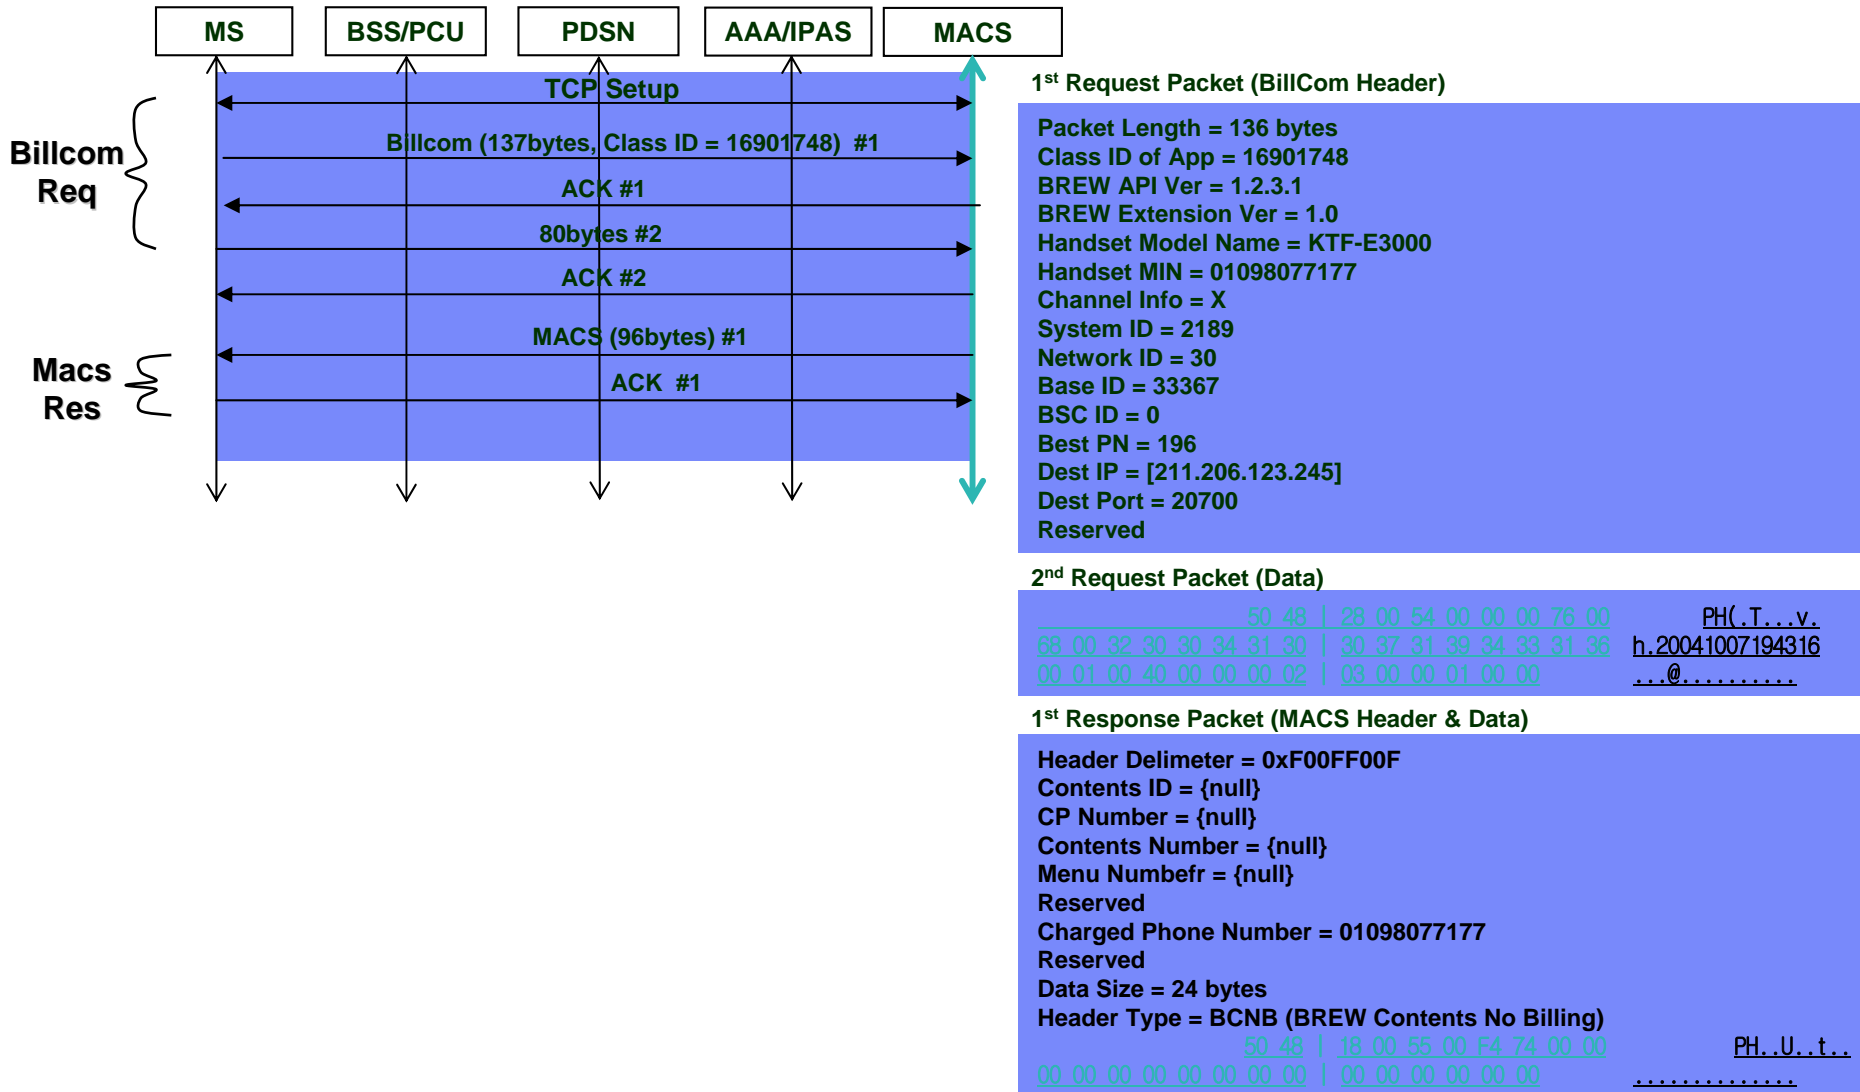 MS
BSS/PCU
PDSN
AAA/IPAS
MACS
TCP Setup
Billcom (137bytes, Class ID = 16901748) #1
ACK #1
80bytes #2
ACK #2
MACS (96bytes) #1
ACK #1
Billcom
Req
Macs
Res
1st Request Packet (BillCom Header)
Packet Length = 136 bytes
Class ID of App = 16901748
BREW API Ver = 1.2.3.1
BREW Extension Ver = 1.0
Handset Model Name = KTF-E3000
Handset MIN = 01098077177
Channel Info = X
System ID = 2189
Network ID = 30
Base ID = 33367
BSC ID = 0
Best PN = 196
Dest IP = [211.206.123.245]
Dest Port = 20700
Reserved
2nd Request Packet (Data)
50 48 | 28 00 54 00 00 00 76 00 PH(.T...v.
68 00 32 30 30 34 31 30 | 30 37 31 39 34 33 31 36 h.20041007194316
00 01 00 40 00 00 00 02 | 03 00 00 01 00 00 ...@..........
1st Response Packet (MACS Header & Data)
Header Delimeter = 0xF00FF00F
Contents ID = {null}
CP Number = {null}
Contents Number = {null}
Menu Numbefr = {null}
Reserved
Charged Phone Number = 01098077177
Reserved
Data Size = 24 bytes
Header Type = BCNB (BREW Contents No Billing)
50 48 | 18 00 55 00 F4 74 00 00 PH..U..t..
00 00 00 00 00 00 00 00 | 00 00 00 00 00 00 ..............